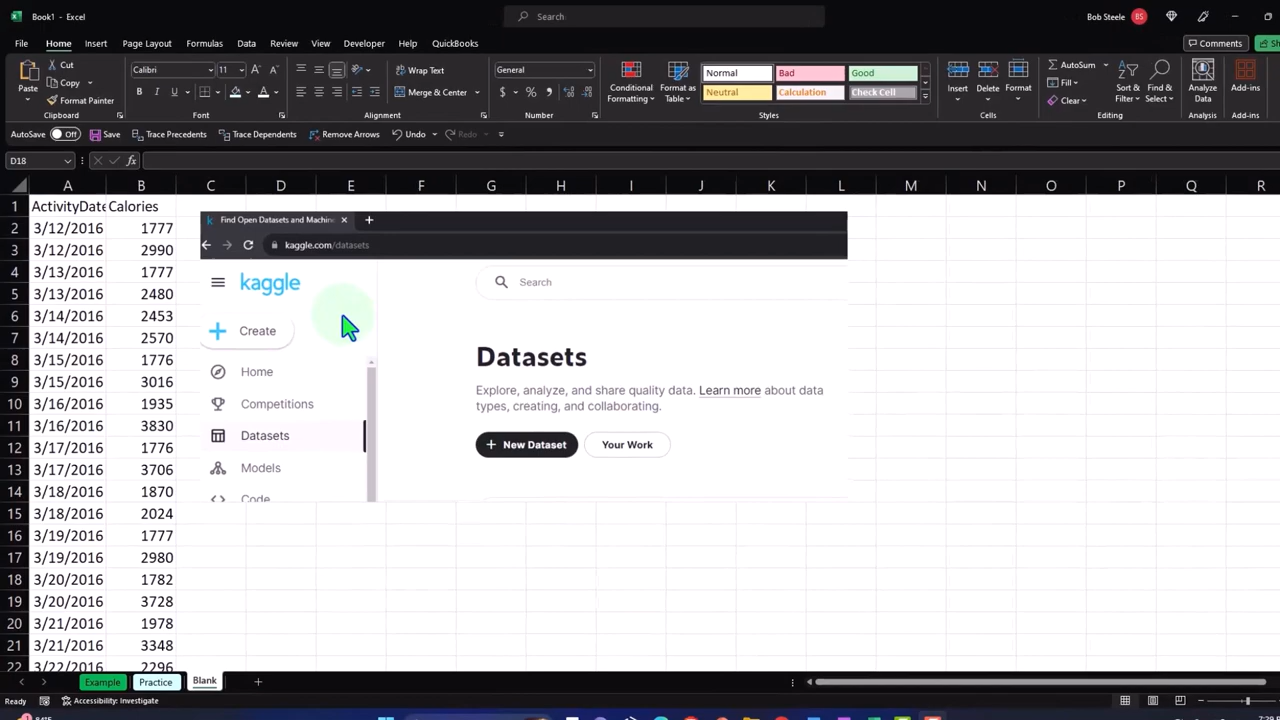 Book1 - Excel
Search
Bob Steele BS
File Home Insert Page Layout Formulas Data Review View Developer Help QuickBooks
Comments
Paste
Cut
Copy
Format Painter
Clipboard
Calibri 11
B I U
Font
Wrap Text
Merge & Center
Alignment
General
$ % ,
Number
Conditional Formatting
Format as Table
Normal Bad Good
Neutral Calculation Check Cell
Styles
Insert Delete Format
Cells
AutoSum
Fill
Clear
Sort & Filter
Find & Select
Editing
Analyze Data
Analysis
Add-ins
Add-ins
AutoSave Off Save Trace Precedents Trace Dependents Remove Arrows Undo Redo
D18 fx
A B C D E F G H I J K L M N O P Q R
1 ActivityDate Calories
2 3/12/2016 1777
3 3/12/2016 2990
4 3/13/2016 1777
5 3/13/2016 2480
6 3/14/2016 2453
7 3/14/2016 2570
8 3/15/2016 1776
9 3/15/2016 3016
10 3/16/2016 1935
11 3/16/2016 3830
12 3/17/2016 1776
13 3/17/2016 3706
14 3/18/2016 1870
15 3/18/2016 2024
16 3/19/2016 1777
17 3/19/2016 2980
18 3/20/2016 1782
19 3/20/2016 3728
20 3/21/2016 1978
21 3/21/2016 3348
22 3/22/2016 2296
Find Open Datasets and Machin
kaggle.com/datasets
kaggle
Search
Create
Home
Competitions
Datasets
Models
Code
Datasets
Explore, analyze, and share quality data. Learn more about data
types, creating, and collaborating.
+ New Dataset Your Work
Example Practice Blank
Ready Accessibility: Investigate